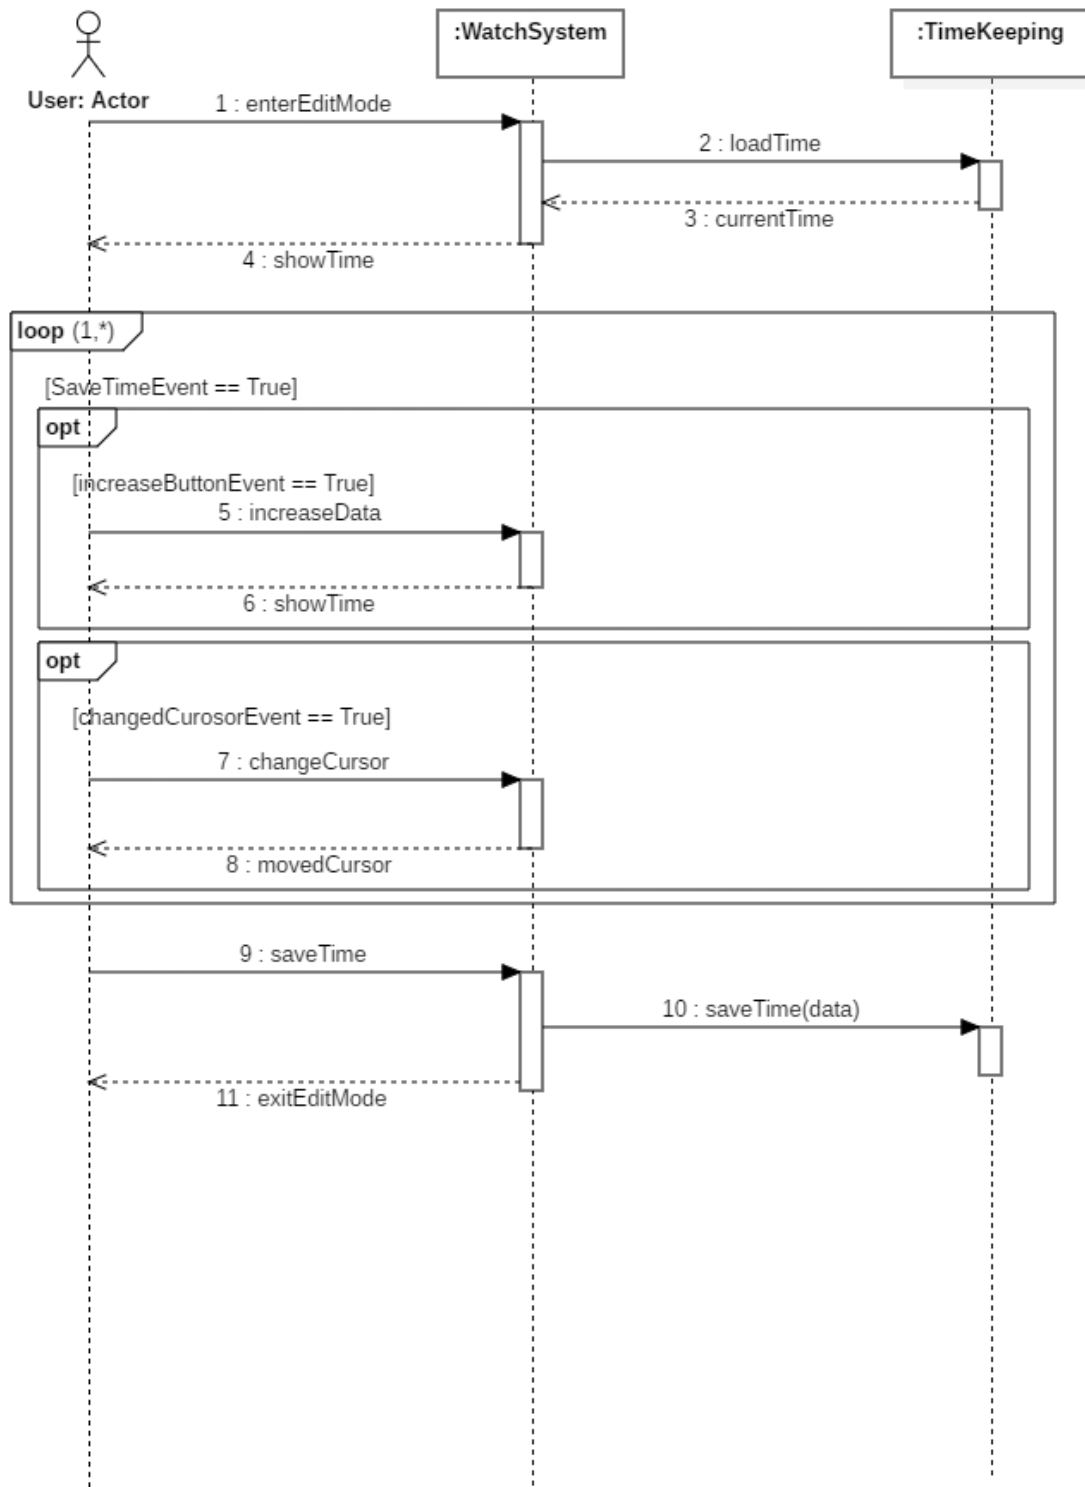 :WatchSystem
:TimeKeeping
User: Actor
1 : enterEditMode
2 : loadTime
3 : currentTime
4 : showTime
loop (1,*)
[SaveTimeEvent == True]
opt
[increaseButtonEvent == True]
5 : increaseData
6 : showTime
opt
[changedCurosorEvent == True]
7 : changeCursor
8 : movedCursor
9 : saveTime
10 : saveTime(data)
11 : exitEditMode